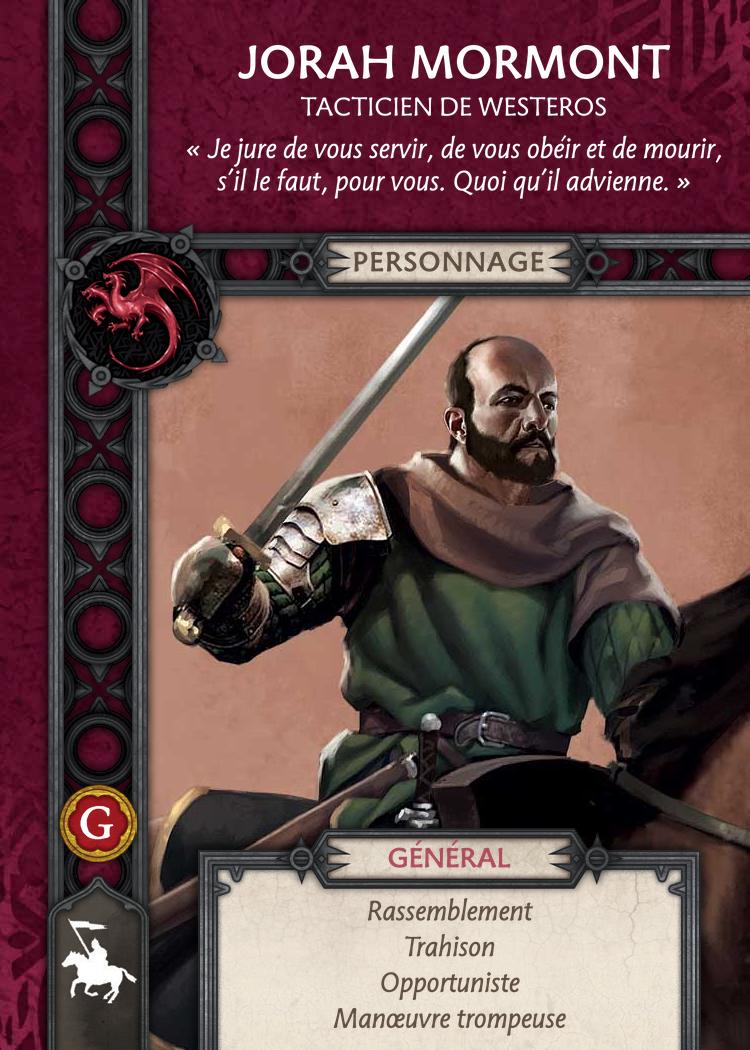 JORAH MORMONT
TACTICIEN DE WESTEROS
« Je jure de vous servir, de vous obéir et de mourir,
s'il le faut, pour vous. Quoi qu'il advienne. »
PERSONNAGE
G
GÉNÉRAL
Rassemblement
Trahison
Opportuniste
Manœuvre trompeuse